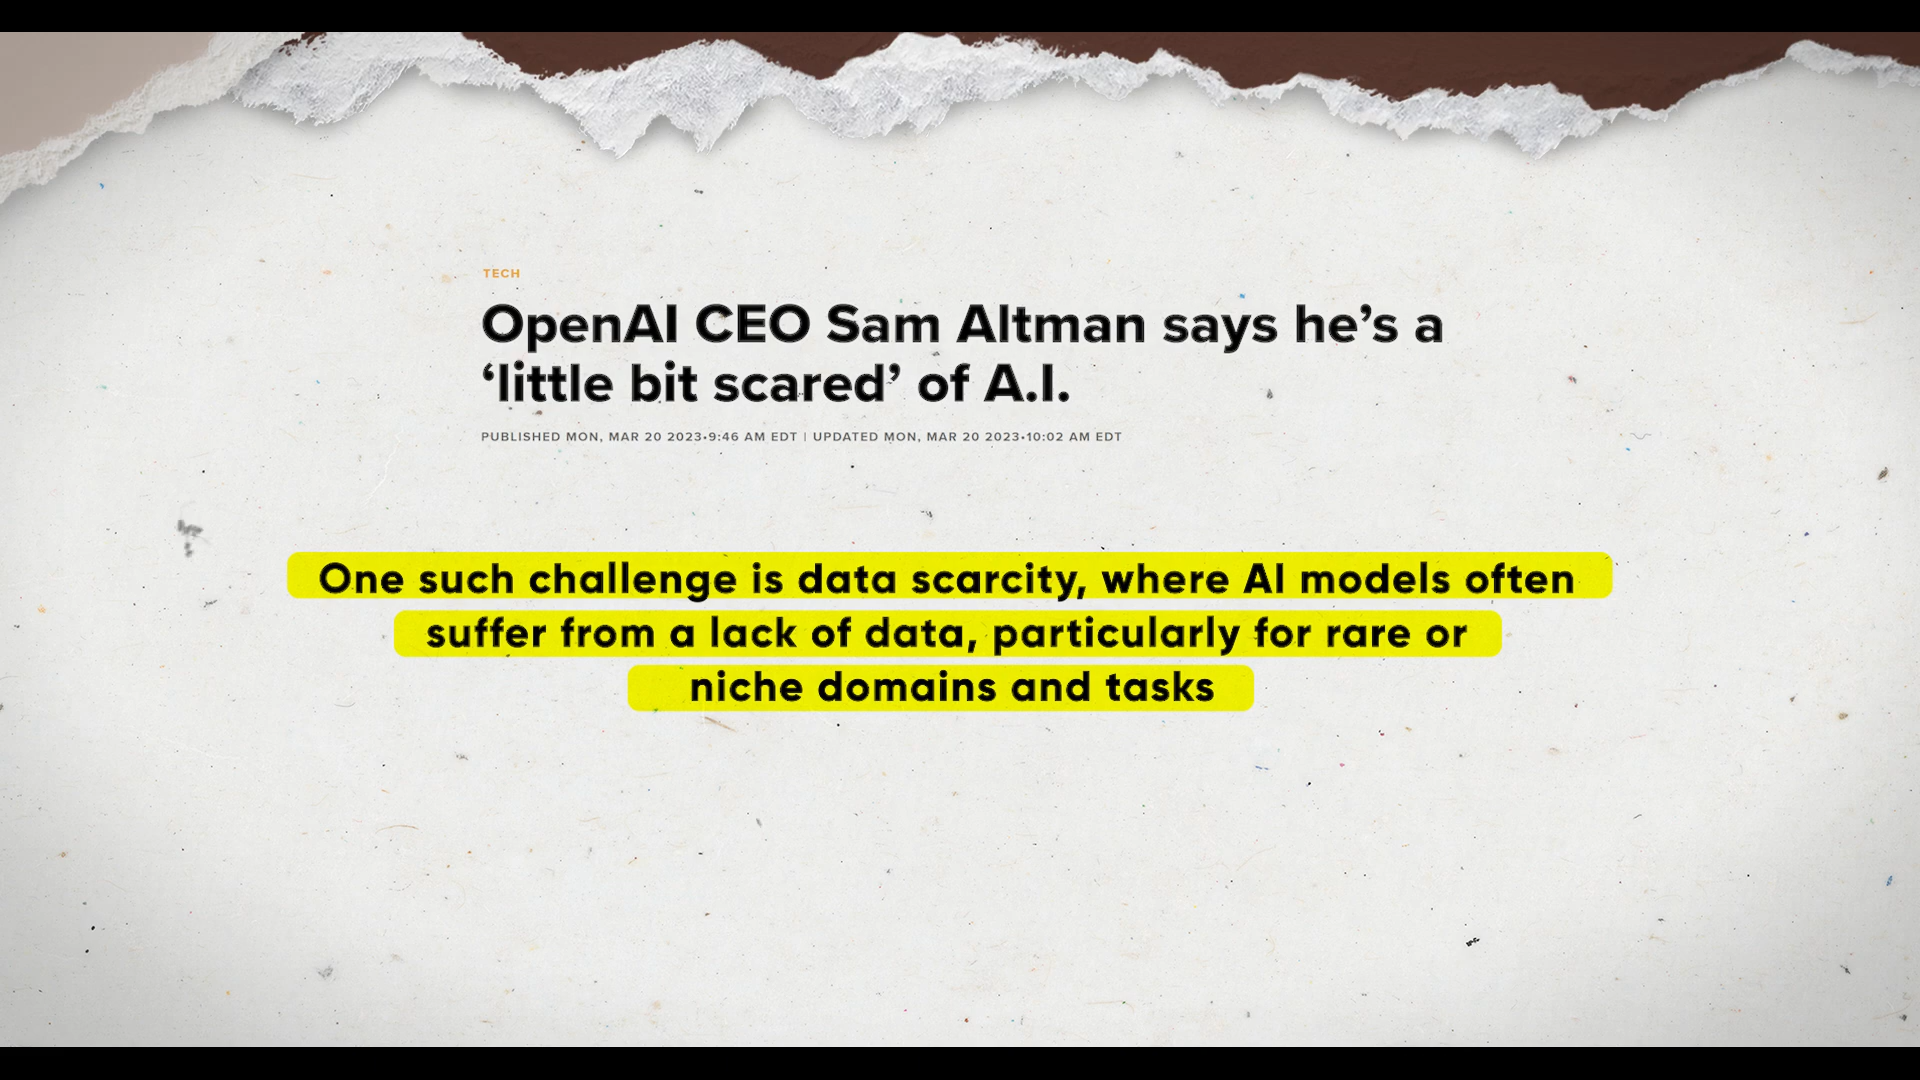 TECH
OpenAI CEO Sam Altman says he’s a
‘little bit scared’ of A.I.
PUBLISHED MON, MAR 20 2023•9:46 AM EDT | UPDATED MON, MAR 20 2023•10:02 AM EDT
One such challenge is data scarcity, where AI models often
suffer from a lack of data, particularly for rare or
niche domains and tasks